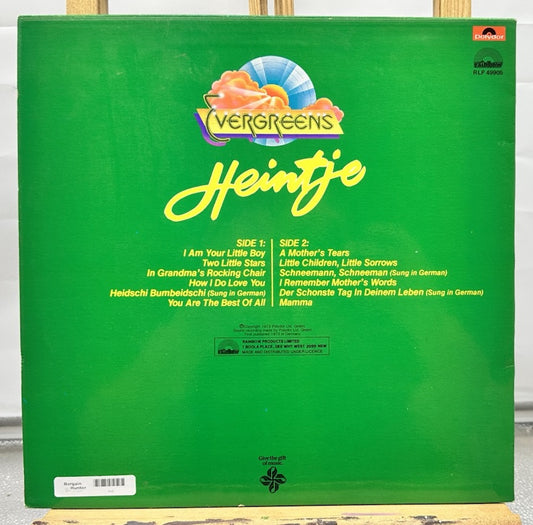 Polydor
RLP 49905
EVERGREENS
Heintje
SIDE 1:
I Am Your Little Boy
Two Little Stars
In Grandma's Rocking Chair
How I Do Love You
Heidschi Bumbeidschi (Sung in German)
You Are The Best Of All
SIDE 2:
A Mother's Tears
Little Children, Little Sorrows
Schneemann, Schneeman (Sung in German)
I Remember Mother's Words
Der Schonste Tag In Deinem Leben (Sung in German)
Mamma
RAINBOW PRODUCTS LIMITED
MADE AND DISTRIBUTED UNDER LICENCE
Give the gift
of music.
Bargain
Hunter